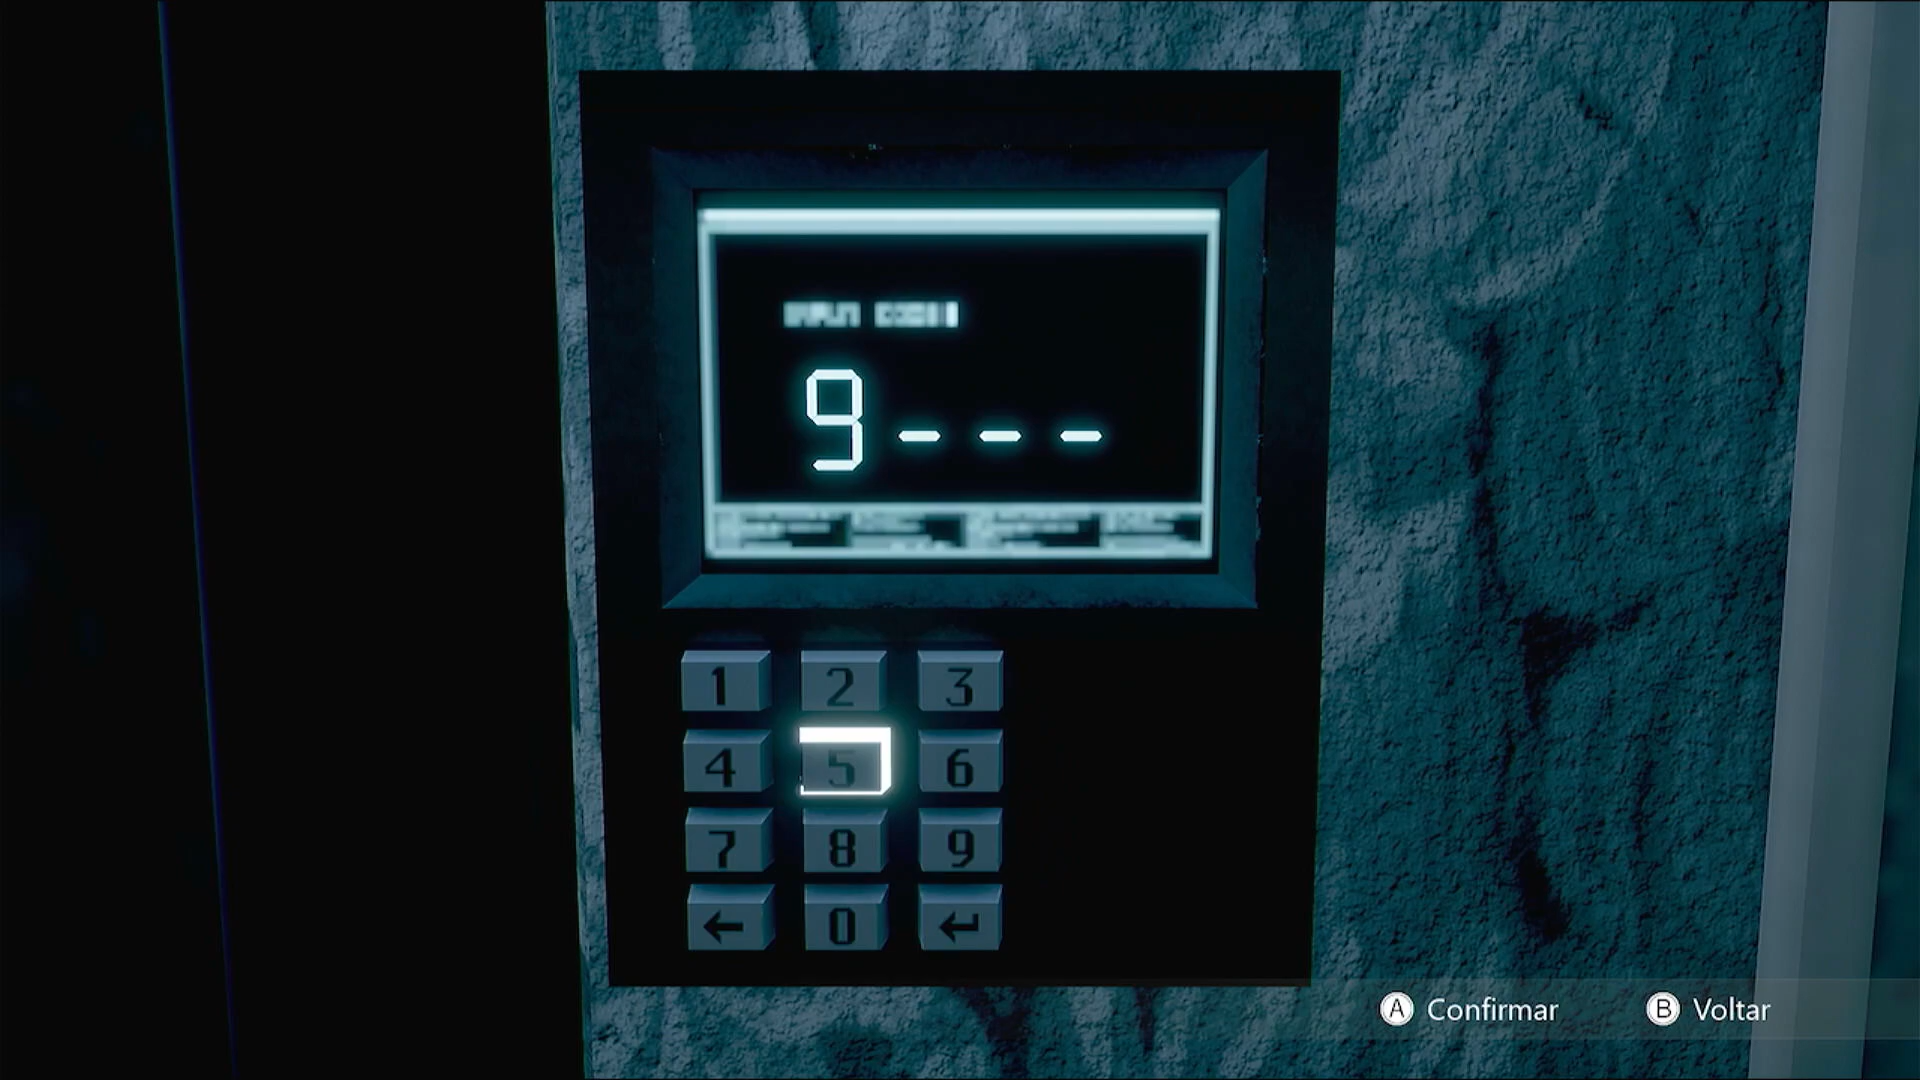 9 - - -
1 2 3
4 5 6
7 8 9
← 0 ↵
A Confirmar B Voltar